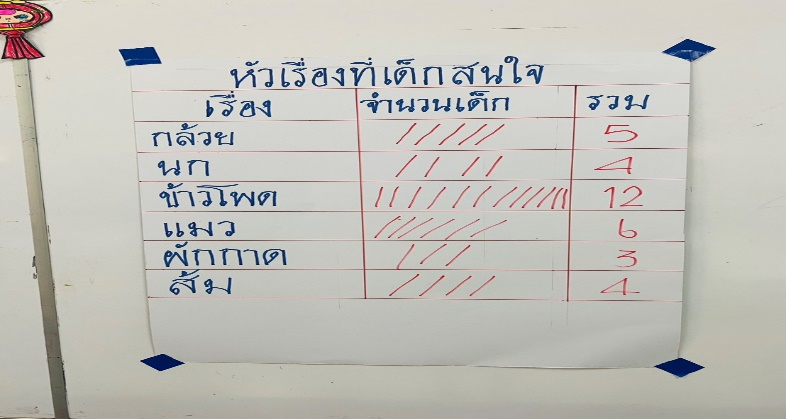 หัวเรื่องที่เด็กสนใจ
เรื่อง จำนวนเด็ก รวม
กล้วย ///// 5
นก //// 4
ข้าวโพด //////////////// 12
แมว /////// 6
ผักกาด /// 3
ส้ม //// 4